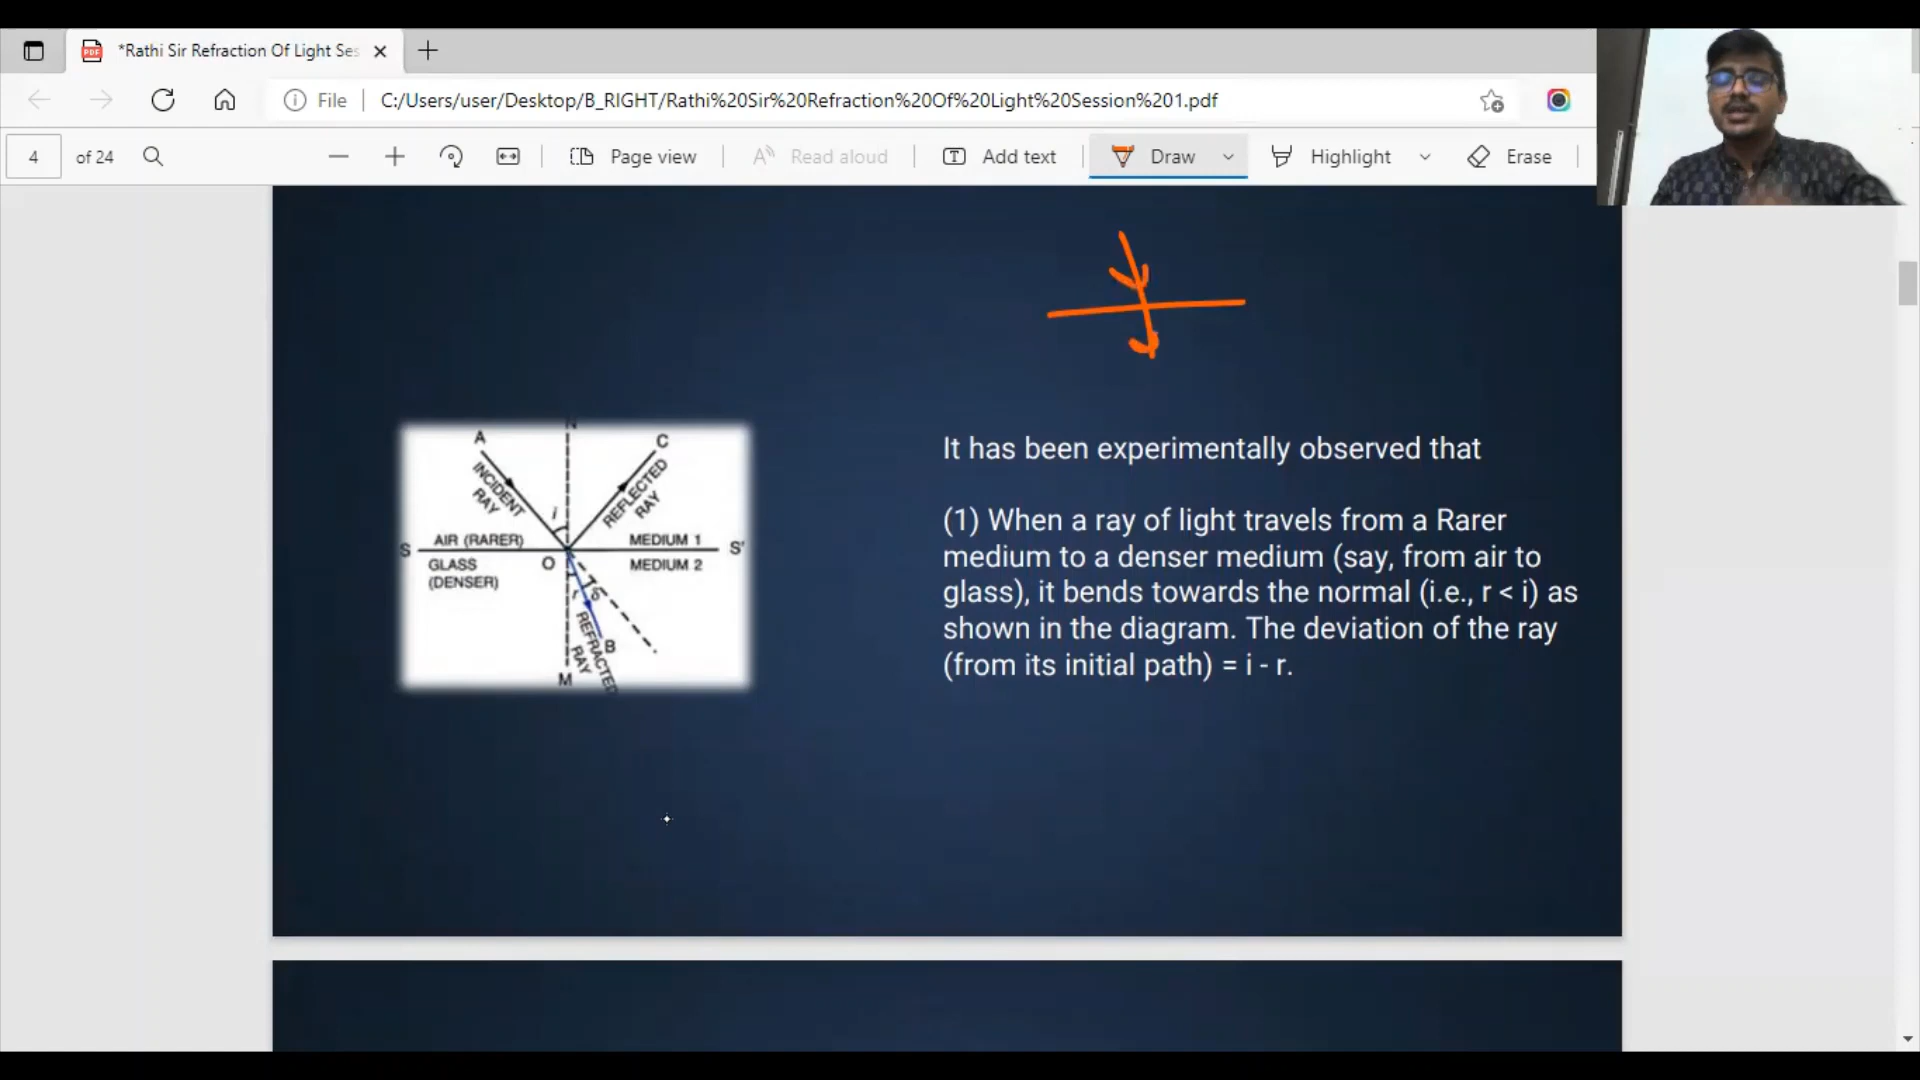 *Rathi Sir Refraction Of Light Ses
File
C:/Users/user/Desktop/B_RIGHT/Rathi%20Sir%20Refraction%20Of%20Light%20Session%201.pdf
4 of 24
Page view
Read aloud
Add text
Draw
Highlight
Erase
N
A
C
INCIDENT RAY
REFLECTED RAY
i
S
AIR (RARER)
MEDIUM 1
S'
GLASS (DENSER)
O
MEDIUM 2
r
δ
B
REFRACTED RAY
M
It has been experimentally observed that
(1) When a ray of light travels from a Rarer
medium to a denser medium (say, from air to
glass), it bends towards the normal (i.e., r < i) as
shown in the diagram. The deviation of the ray
(from its initial path) = i - r.